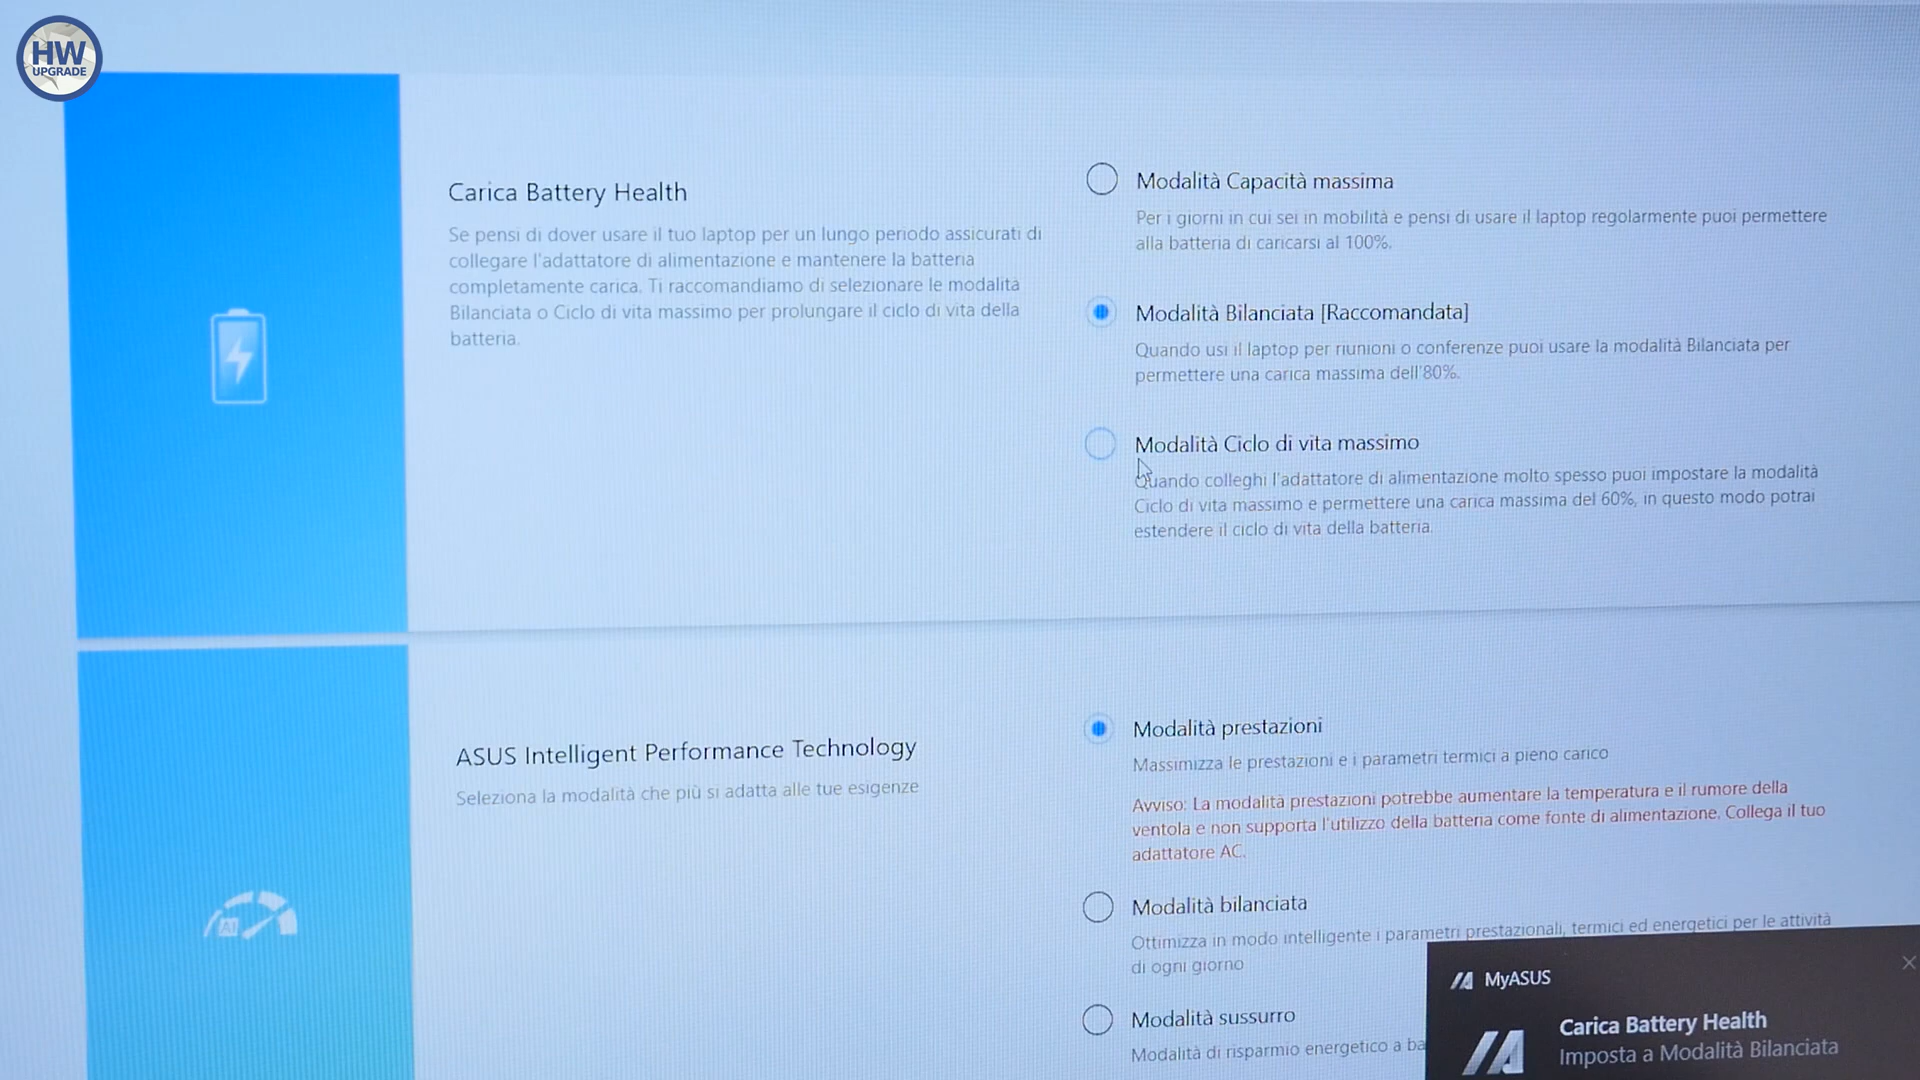 HW
UPGRADE
Carica Battery Health
Se pensi di dover usare il tuo laptop per un lungo periodo assicurati di
collegare l'adattatore di alimentazione e mantenere la batteria
completamente carica. Ti raccomandiamo di selezionare le modalità
Bilanciata o Ciclo di vita massimo per prolungare il ciclo di vita della
batteria.
Modalità Capacità massima
Per i giorni in cui sei in mobilità e pensi di usare il laptop regolarmente puoi permettere
alla batteria di caricarsi al 100%.
Modalità Bilanciata [Raccomandata]
Quando usi il laptop per riunioni o conferenze puoi usare la modalità Bilanciata per
permettere una carica massima dell'80%.
Modalità Ciclo di vita massimo
Quando colleghi l'adattatore di alimentazione molto spesso puoi impostare la modalità
Ciclo di vita massimo e permettere una carica massima del 60%, in questo modo potrai
estendere il ciclo di vita della batteria.
AI
ASUS Intelligent Performance Technology
Seleziona la modalità che più si adatta alle tue esigenze
Modalità prestazioni
Massimizza le prestazioni e i parametri termici a pieno carico
Avviso: La modalità prestazioni potrebbe aumentare la temperatura e il rumore della
ventola e non supporta l'utilizzo della batteria come fonte di alimentazione. Collega il tuo
adattatore AC.
Modalità bilanciata
Ottimizza in modo intelligente i parametri prestazionali, termici ed energetici per le attività
di ogni giorno
Modalità sussurro
Modalità di risparmio energetico a ba
MyASUS
Carica Battery Health
Imposta a Modalità Bilanciata